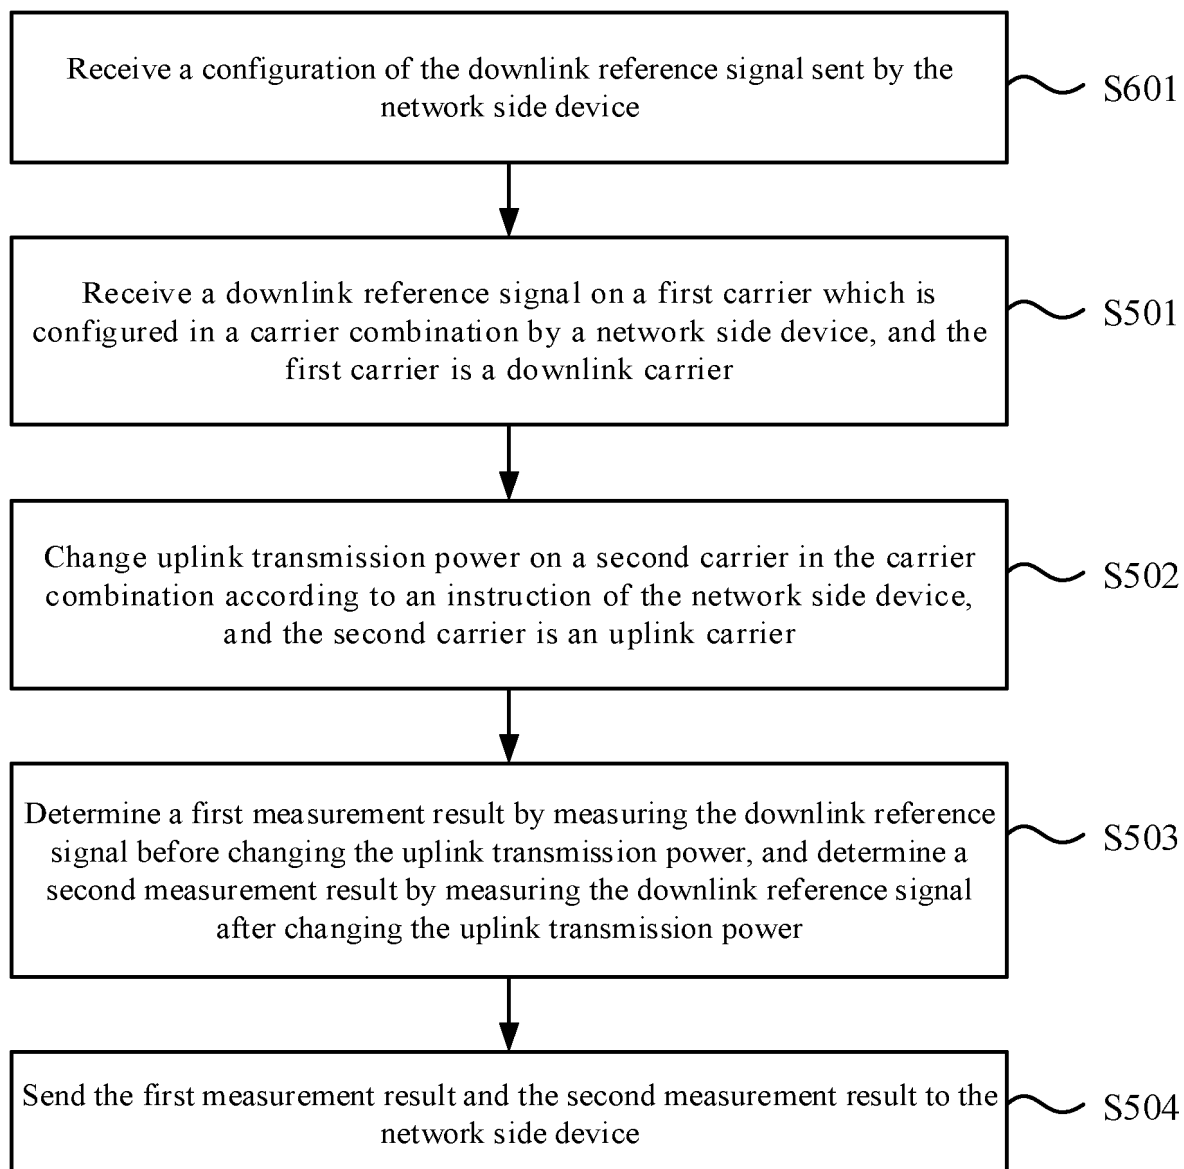 Receive a configuration of the downlink reference signal sent by the
network side device
S601
Receive a downlink reference signal on a first carrier which is
configured in a carrier combination by a network side device, and the
first carrier is a downlink carrier
S501
Change uplink transmission power on a second carrier in the carrier
combination according to an instruction of the network side device,
and the second carrier is an uplink carrier
S502
Determine a first measurement result by measuring the downlink reference
signal before changing the uplink transmission power, and determine a
second measurement result by measuring the downlink reference signal
after changing the uplink transmission power
S503
Send the first measurement result and the second measurement result to the
network side device
S504